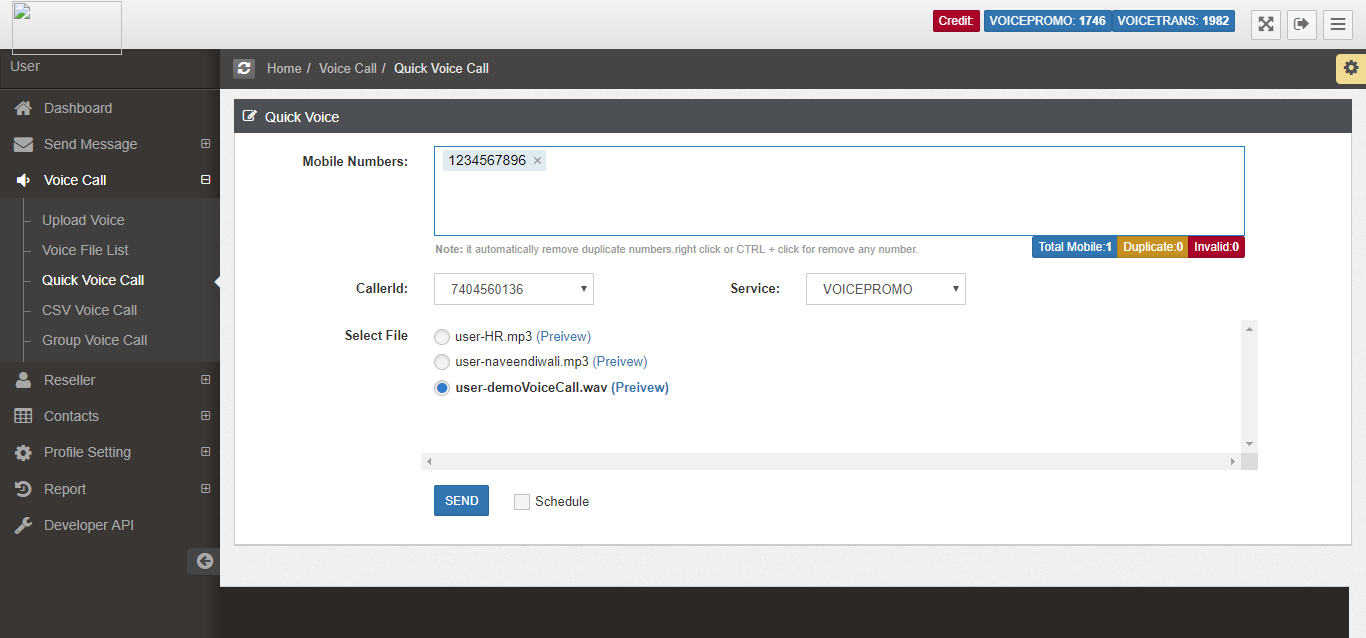 Credit: VOICEPROMO: 1746 VOICETRANS: 1982
User
Home / Voice Call / Quick Voice Call
Dashboard
Send Message
Voice Call
Upload Voice
Voice File List
Quick Voice Call
CSV Voice Call
Group Voice Call
Reseller
Contacts
Profile Setting
Report
Developer API
Quick Voice
Mobile Numbers: 1234567896 ×
Note: it automatically remove duplicate numbers.right click or CTRL + click for remove any number. Total Mobile:1 Duplicate:0 Invalid:0
CallerId: 7404560136 Service: VOICEPROMO
Select File user-HR.mp3 (Preivew)
user-naveendiwali.mp3 (Preivew)
user-demoVoiceCall.wav (Preivew)
SEND Schedule